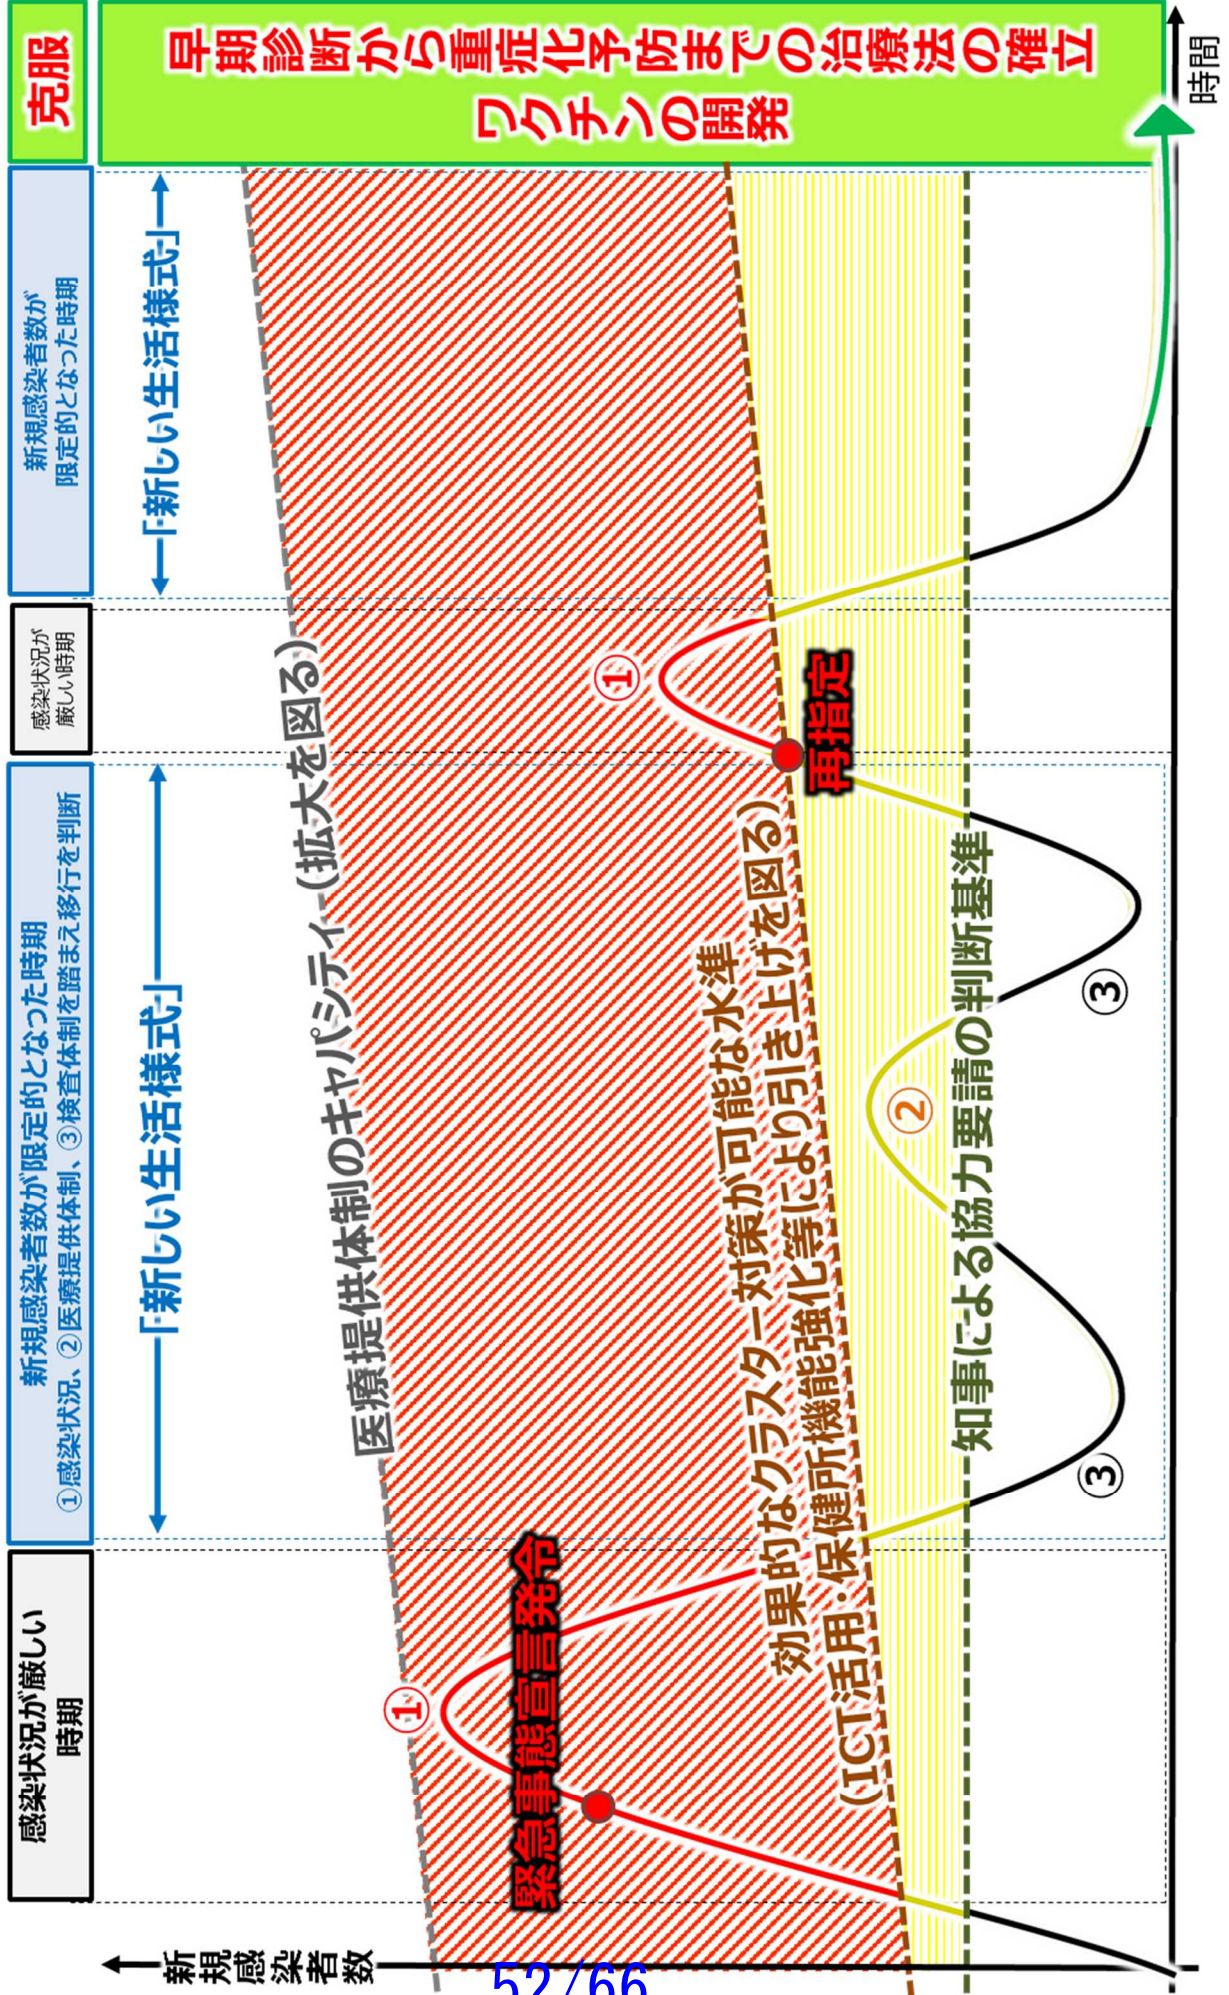 感染状況が厳しい
時期
新規感染者数が限定的となった時期
①感染状況、②医療提供体制、③検査体制を踏まえ移行を判断
感染状況が
厳しい時期
新規感染者数が
限定的となった時期
克服
「新しい生活様式」
「新しい生活様式」
早期診断から重症化予防までの治療法の確立
ワクチンの開発
新規感染者数
医療提供体制のキャパシティ(拡大を図る)
①
緊急事態宣言発令
①
再指定
効果的なクラスター対策が可能な水準
(ICT活用・保健所機能強化等により引き上げを図る)
②
知事による協力要請の判断基準
③
③
時間
52/66